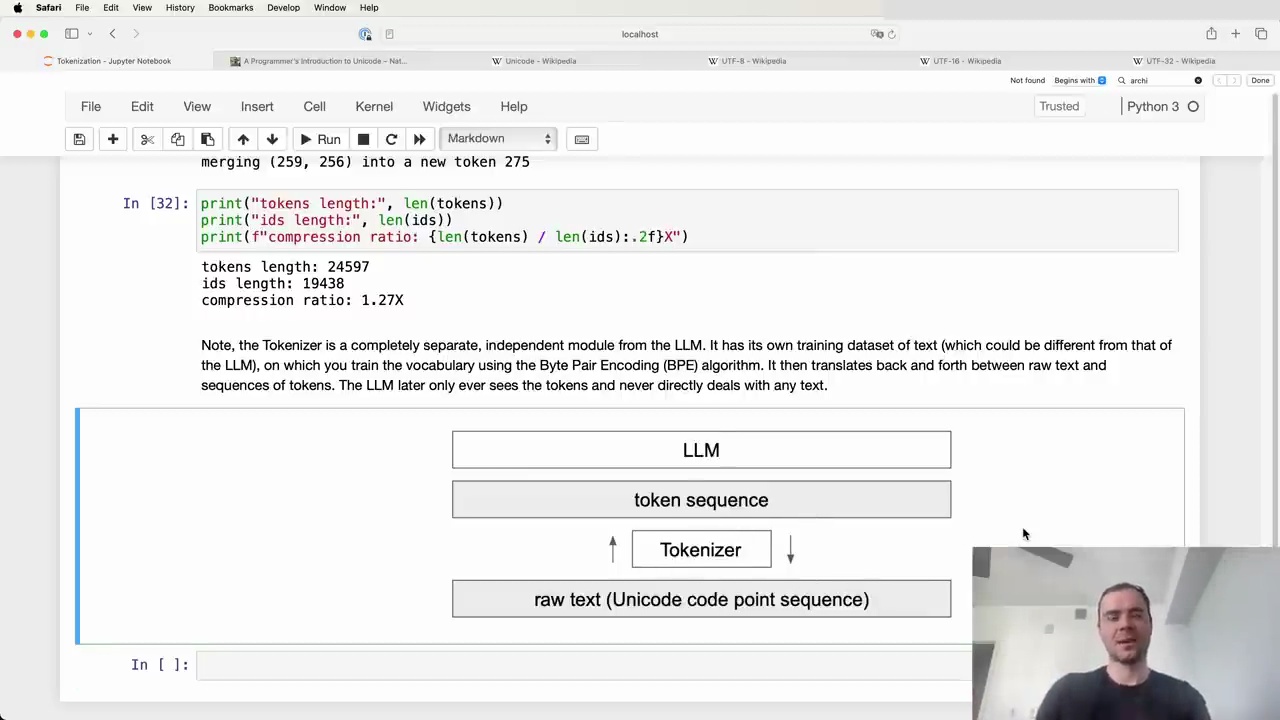 Safari File Edit View History Bookmarks Develop Window Help
localhost
Tokenization - Jupyter Notebook
A Programmer's Introduction to Unicode – Nat...
Unicode - Wikipedia
UTF-8 - Wikipedia
UTF-16 - Wikipedia
UTF-32 - Wikipedia
Not found Begins with archi Done
File Edit View Insert Cell Kernel Widgets Help Trusted Python 3
Run Markdown
merging (259, 256) into a new token 275
In [32]: print("tokens length:", len(tokens))
print("ids length:", len(ids))
print(f"compression ratio: {len(tokens) / len(ids):.2f}X")
tokens length: 24597
ids length: 19438
compression ratio: 1.27X
Note, the Tokenizer is a completely separate, independent module from the LLM. It has its own training dataset of text (which could be different from that of
the LLM), on which you train the vocabulary using the Byte Pair Encoding (BPE) algorithm. It then translates back and forth between raw text and
sequences of tokens. The LLM later only ever sees the tokens and never directly deals with any text.
LLM
token sequence
Tokenizer
raw text (Unicode code point sequence)
In [ ]: